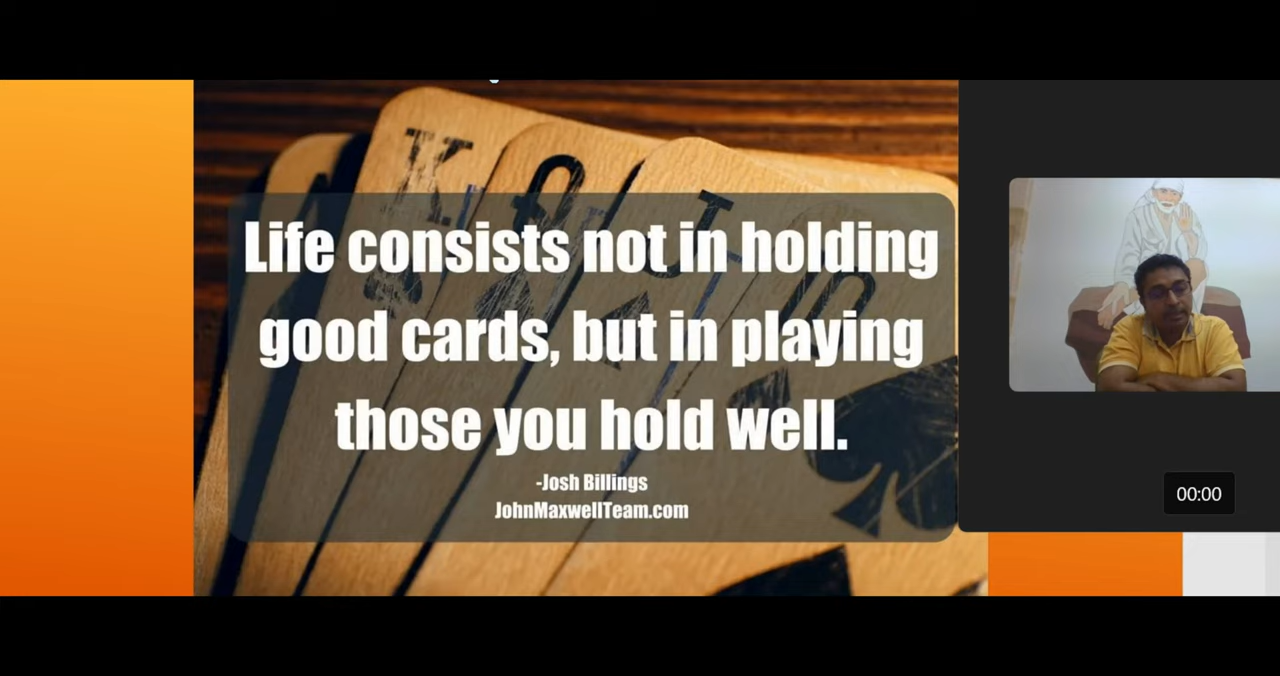 K
Q
J
10
Life consists not in holding
good cards, but in playing
those you hold well.
-Josh Billings
JohnMaxwellTeam.com
00:00